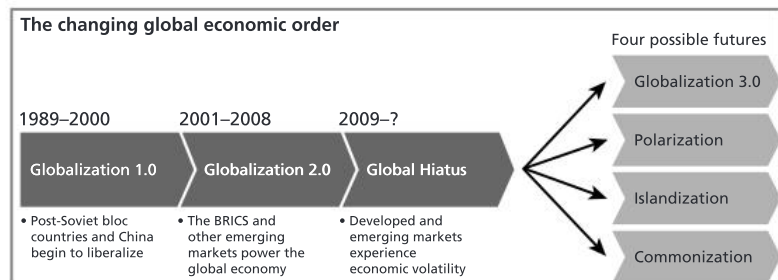 The changing global economic order
Four possible futures
1989–2000
2001–2008
2009–?
Globalization 1.0
Globalization 2.0
Global Hiatus
• Post-Soviet bloc
countries and China
begin to liberalize
• The BRICS and
other emerging
markets power the
global economy
• Developed and
emerging markets
experience
economic volatility
Globalization 3.0
Polarization
Islandization
Commonization